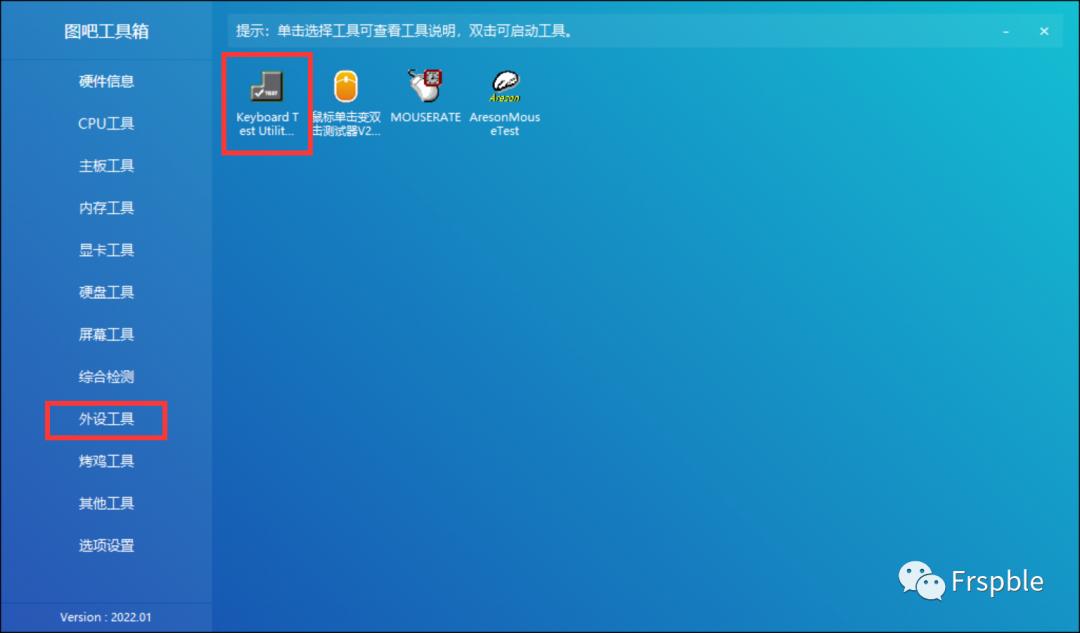 图吧工具箱
提示：单击选择工具可查看工具说明，双击可启动工具。
硬件信息
CPU工具
主板工具
内存工具
显卡工具
硬盘工具
屏幕工具
综合检测
外设工具
烤鸡工具
其他工具
选项设置
Version : 2022.01
TEST
Keyboard T
est Utilit...
鼠标单击变双
击测试器V2...
MOUSERATE
Areson
AresonMous
eTest
Frspble